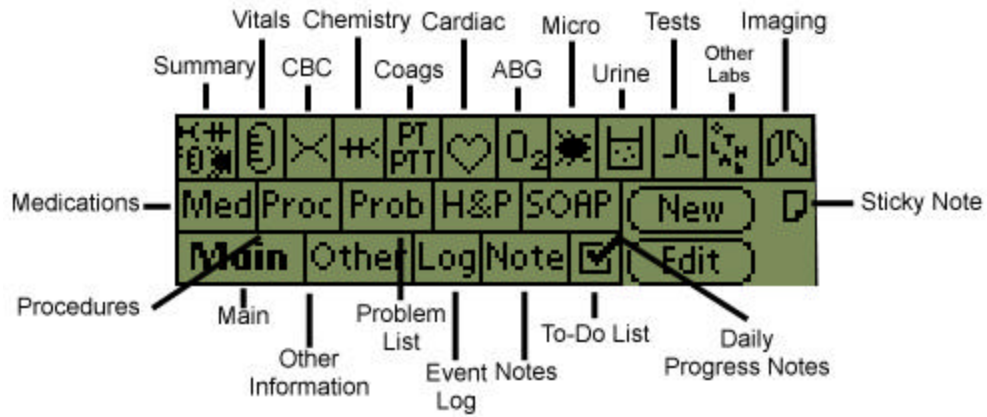 Vitals Chemistry Cardiac Micro Tests Imaging
Summary CBC Coags ABG Urine Other
Labs
PT
PTT O2 OTHR
LAB
Medications Med Proc Prob H&P SOAP New Sticky Note
Main Other Log Note Edit
Procedures Main Problem
List To-Do List Daily
Progress Notes
Other
Information Event
Log Notes